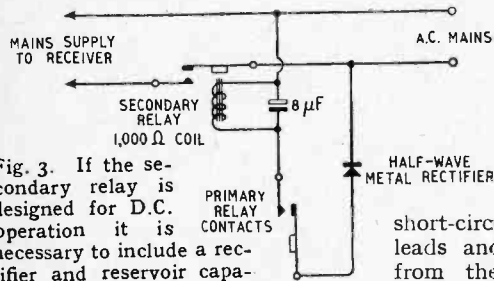 MAINS SUPPLY
TO RECEIVER
A.C. MAINS
SECONDARY
RELAY
1,000 Ω COIL
8 μF
HALF-WAVE
METAL RECTIFIER
PRIMARY
RELAY
CONTACTS
Fig. 3. If the se-
condary relay is
designed for D.C.
operation it is
necessary to include a rec-
tifier and reservoir capa-
short-circ
leads and
from the